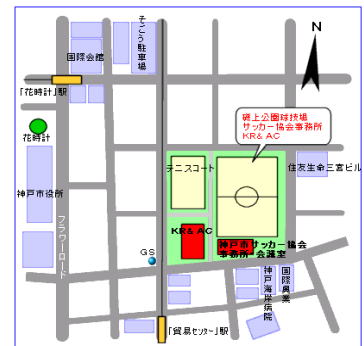 N
国際会館
そごう駐車場
「花時計」駅
花時計
神戸市役所
フラワーロード
磯上公園球技場
サッカー協会事務所
KR& AC
テニスコート
住友生命三宮ビル
KR& AC
神戸市サッカー協会
事務所 会議室
GS
神戸海岸病院
国際興業
「貿易センター」駅